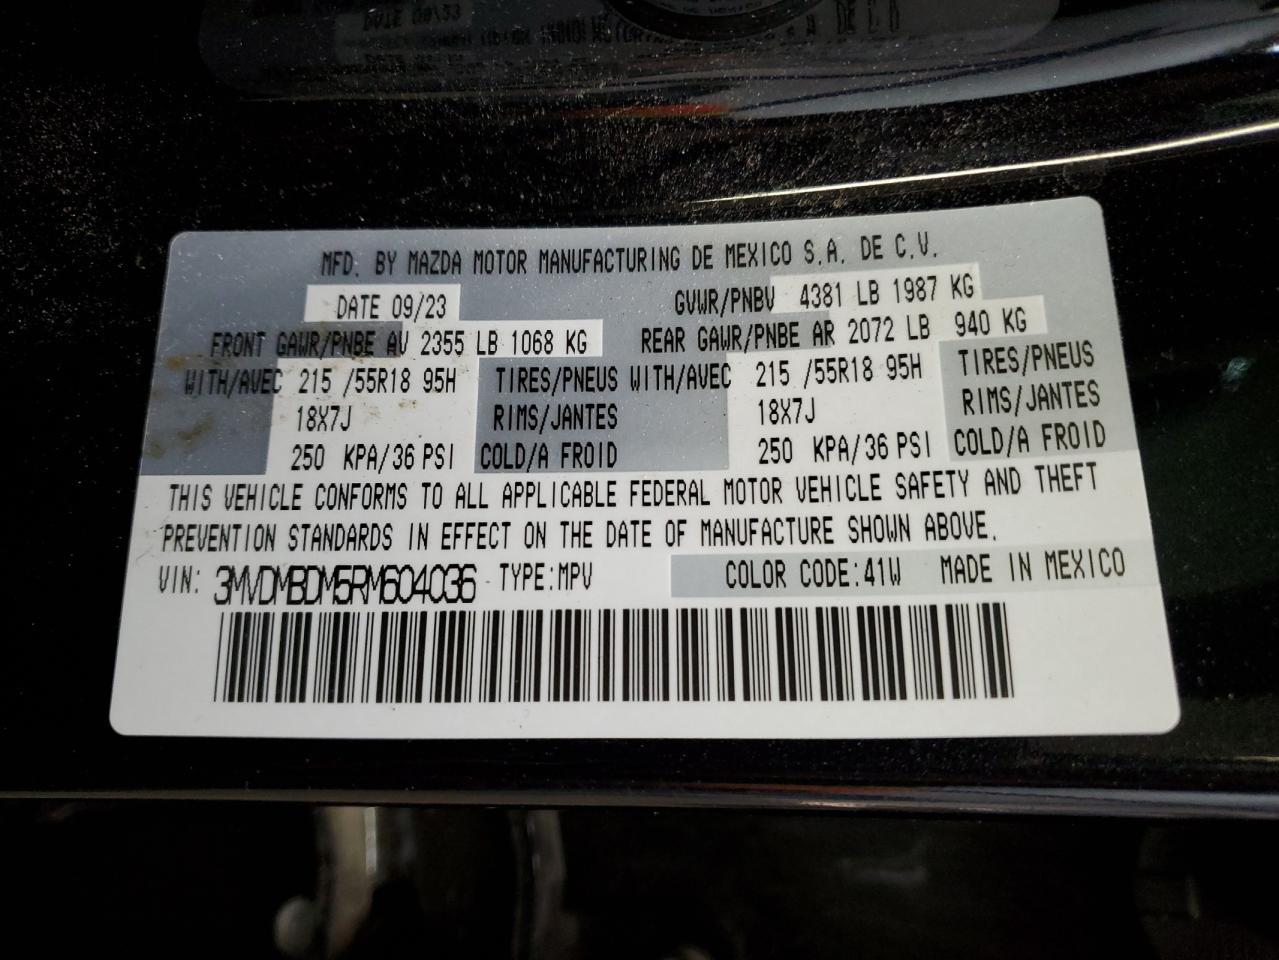 MFD. BY MAZDA MOTOR MANUFACTURING DE MEXICO S.A. DE C.V.
DATE 09/23 GVWR/PNBV 4381 LB 1987 KG
FRONT GAWR/PNBE AV 2355 LB 1068 KG REAR GAWR/PNBE AR 2072 LB 940 KG
WITH/AVEC 215 /55R18 95H TIRES/PNEUS WITH/AVEC 215 /55R18 95H TIRES/PNEUS
18X7J RIMS/JANTES 18X7J RIMS/JANTES
250 KPA/36 PSI COLD/A FROID 250 KPA/36 PSI COLD/A FROID
THIS VEHICLE CONFORMS TO ALL APPLICABLE FEDERAL MOTOR VEHICLE SAFETY AND THEFT
PREVENTION STANDARDS IN EFFECT ON THE DATE OF MANUFACTURE SHOWN ABOVE.
VIN: 3MVDMBDM5RM604036 TYPE:MPV COLOR CODE:41W MADE IN MEXICO